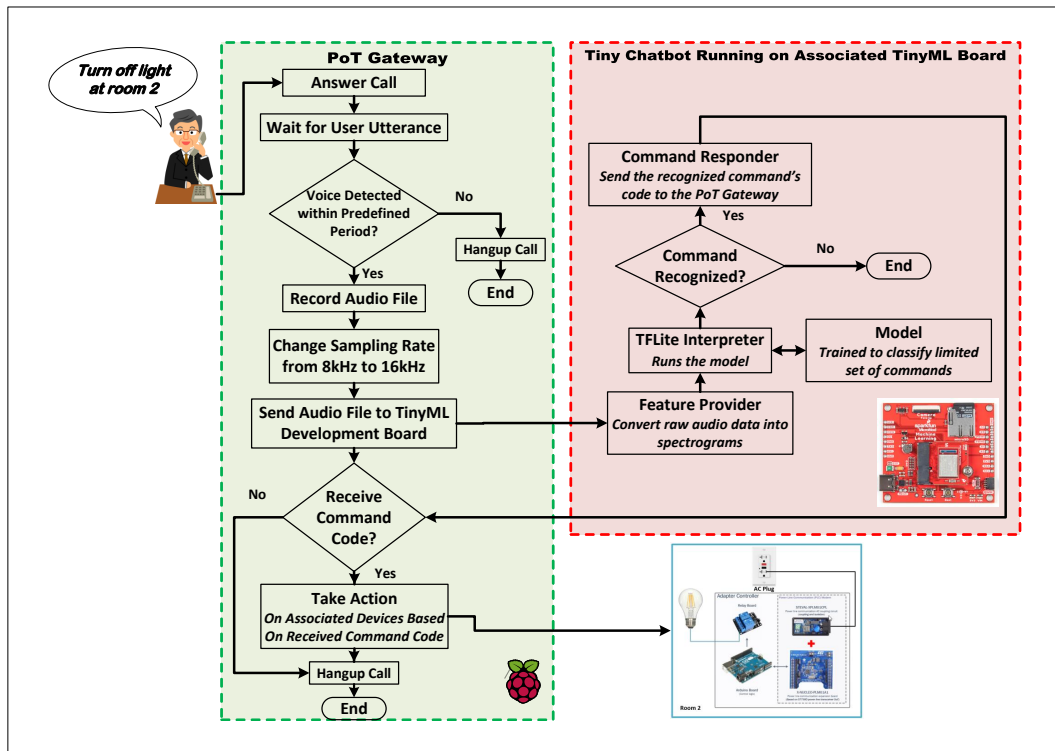 Turn off light
at room 2
PoT Gateway
Answer Call
Wait for User Utterance
Voice Detected
within Predefined
Period?
No
Hangup Call
End
Yes
Record Audio File
Change Sampling Rate
from 8kHz to 16kHz
Send Audio File to TinyML
Development Board
No
Receive
Command
Code?
Yes
Take Action
On Associated Devices Based
On Received Command Code
Hangup Call
End
Tiny Chatbot Running on Associated TinyML Board
Command Responder
Send the recognized command's
code to the PoT Gateway
Yes
Command
Recognized?
No
End
TFLite Interpreter
Runs the model
Model
Trained to classify limited
set of commands
Feature Provider
Convert raw audio data into
spectrograms
Machine
Learning
AC Plug
Adaptor Controller
Relay Board
Arduino Board
Room 2